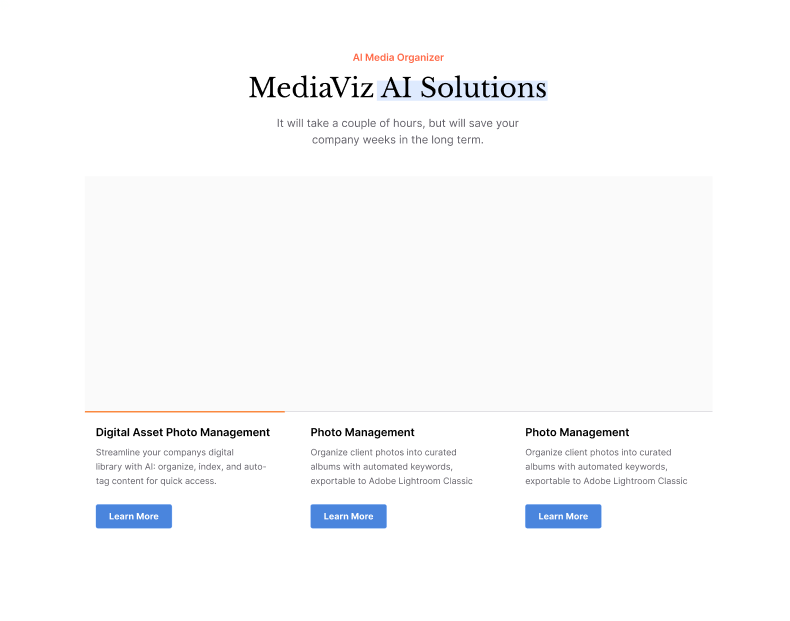 AI Media Organizer
MediaViz AI Solutions
It will take a couple of hours, but will save your
company weeks in the long term.
Digital Asset Photo Management
Streamline your companys digital
library with AI: organize, index, and auto-
tag content for quick access.
Learn More
Photo Management
Organize client photos into curated
albums with automated keywords,
exportable to Adobe Lightroom Classic
Learn More
Photo Management
Organize client photos into curated
albums with automated keywords,
exportable to Adobe Lightroom Classic
Learn More